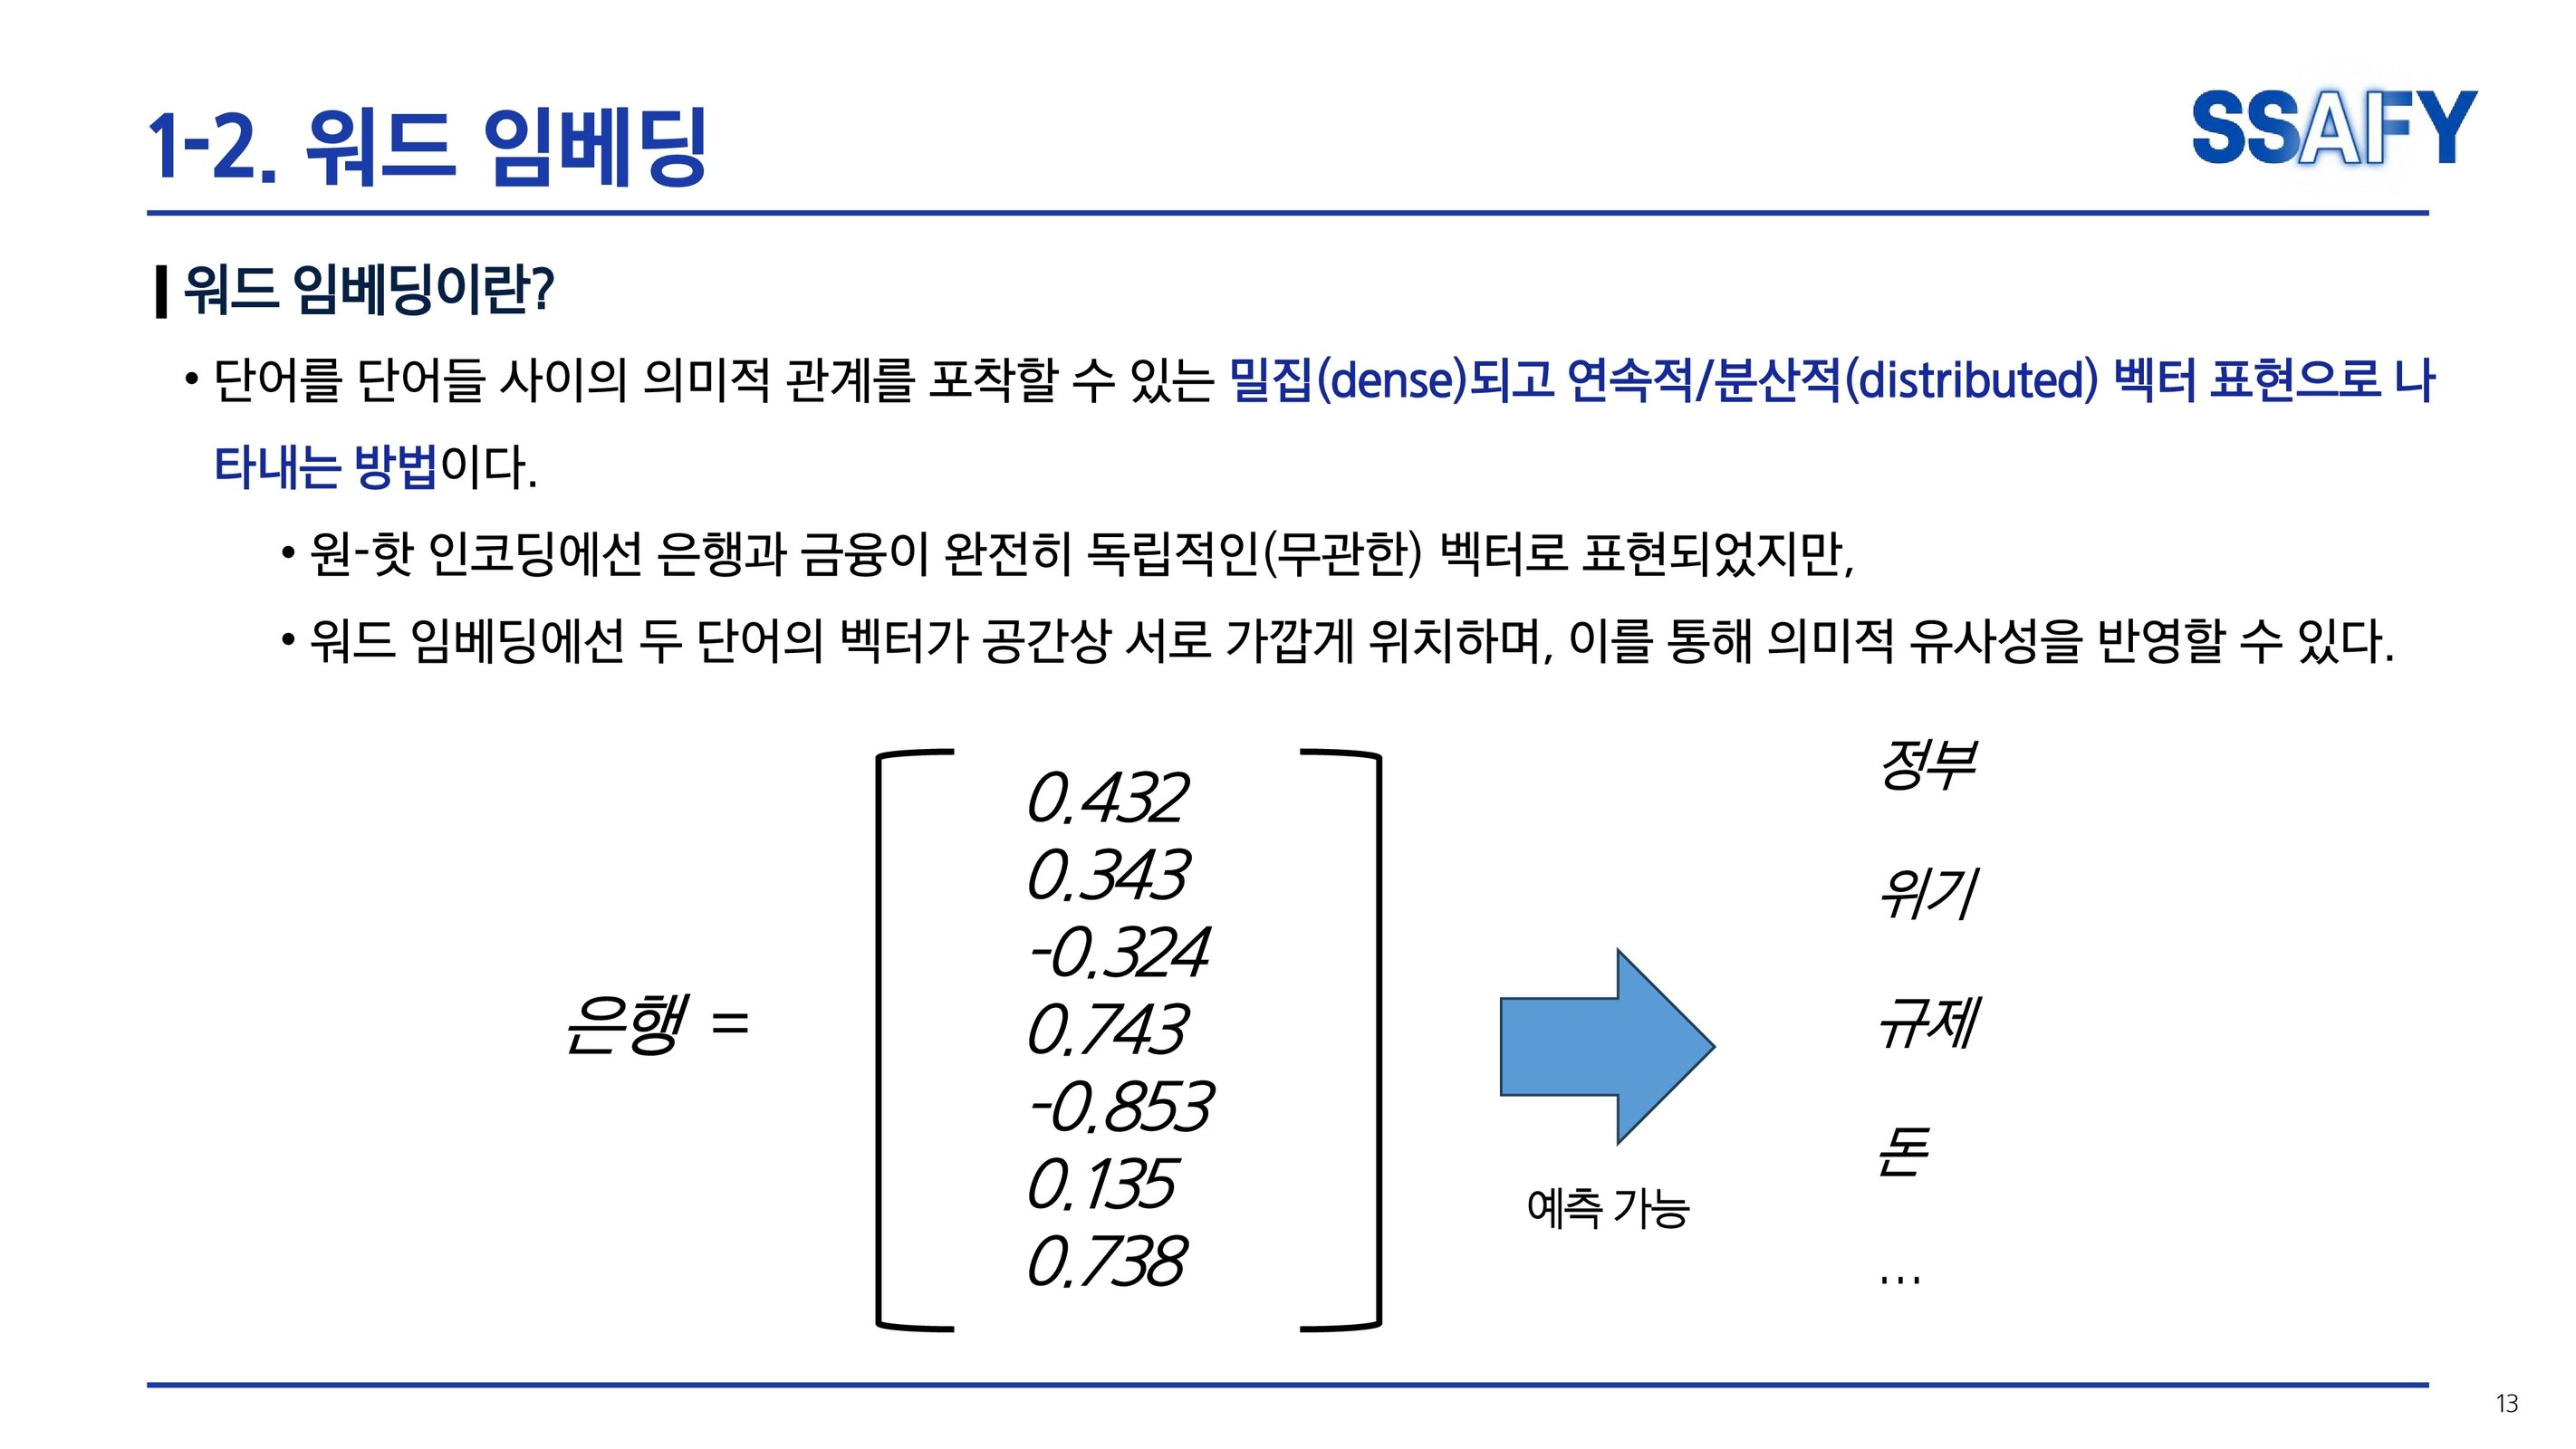 1-2. 워드 임베딩
SSAFY
워드 임베딩이란?
• 단어를 단어들 사이의 의미적 관계를 포착할 수 있는 밀집(dense)되고 연속적/분산적(distributed) 벡터 표현으로 나
타내는 방법이다.
• 원-핫 인코딩에선 은행과 금융이 완전히 독립적인(무관한) 벡터로 표현되었지만,
• 워드 임베딩에선 두 단어의 벡터가 공간상 서로 가깝게 위치하며, 이를 통해 의미적 유사성을 반영할 수 있다.
은행 =
0.432
0.343
-0.324
0.743
-0.853
0.135
0.738
예측 가능
정부
위기
규제
돈
...
13